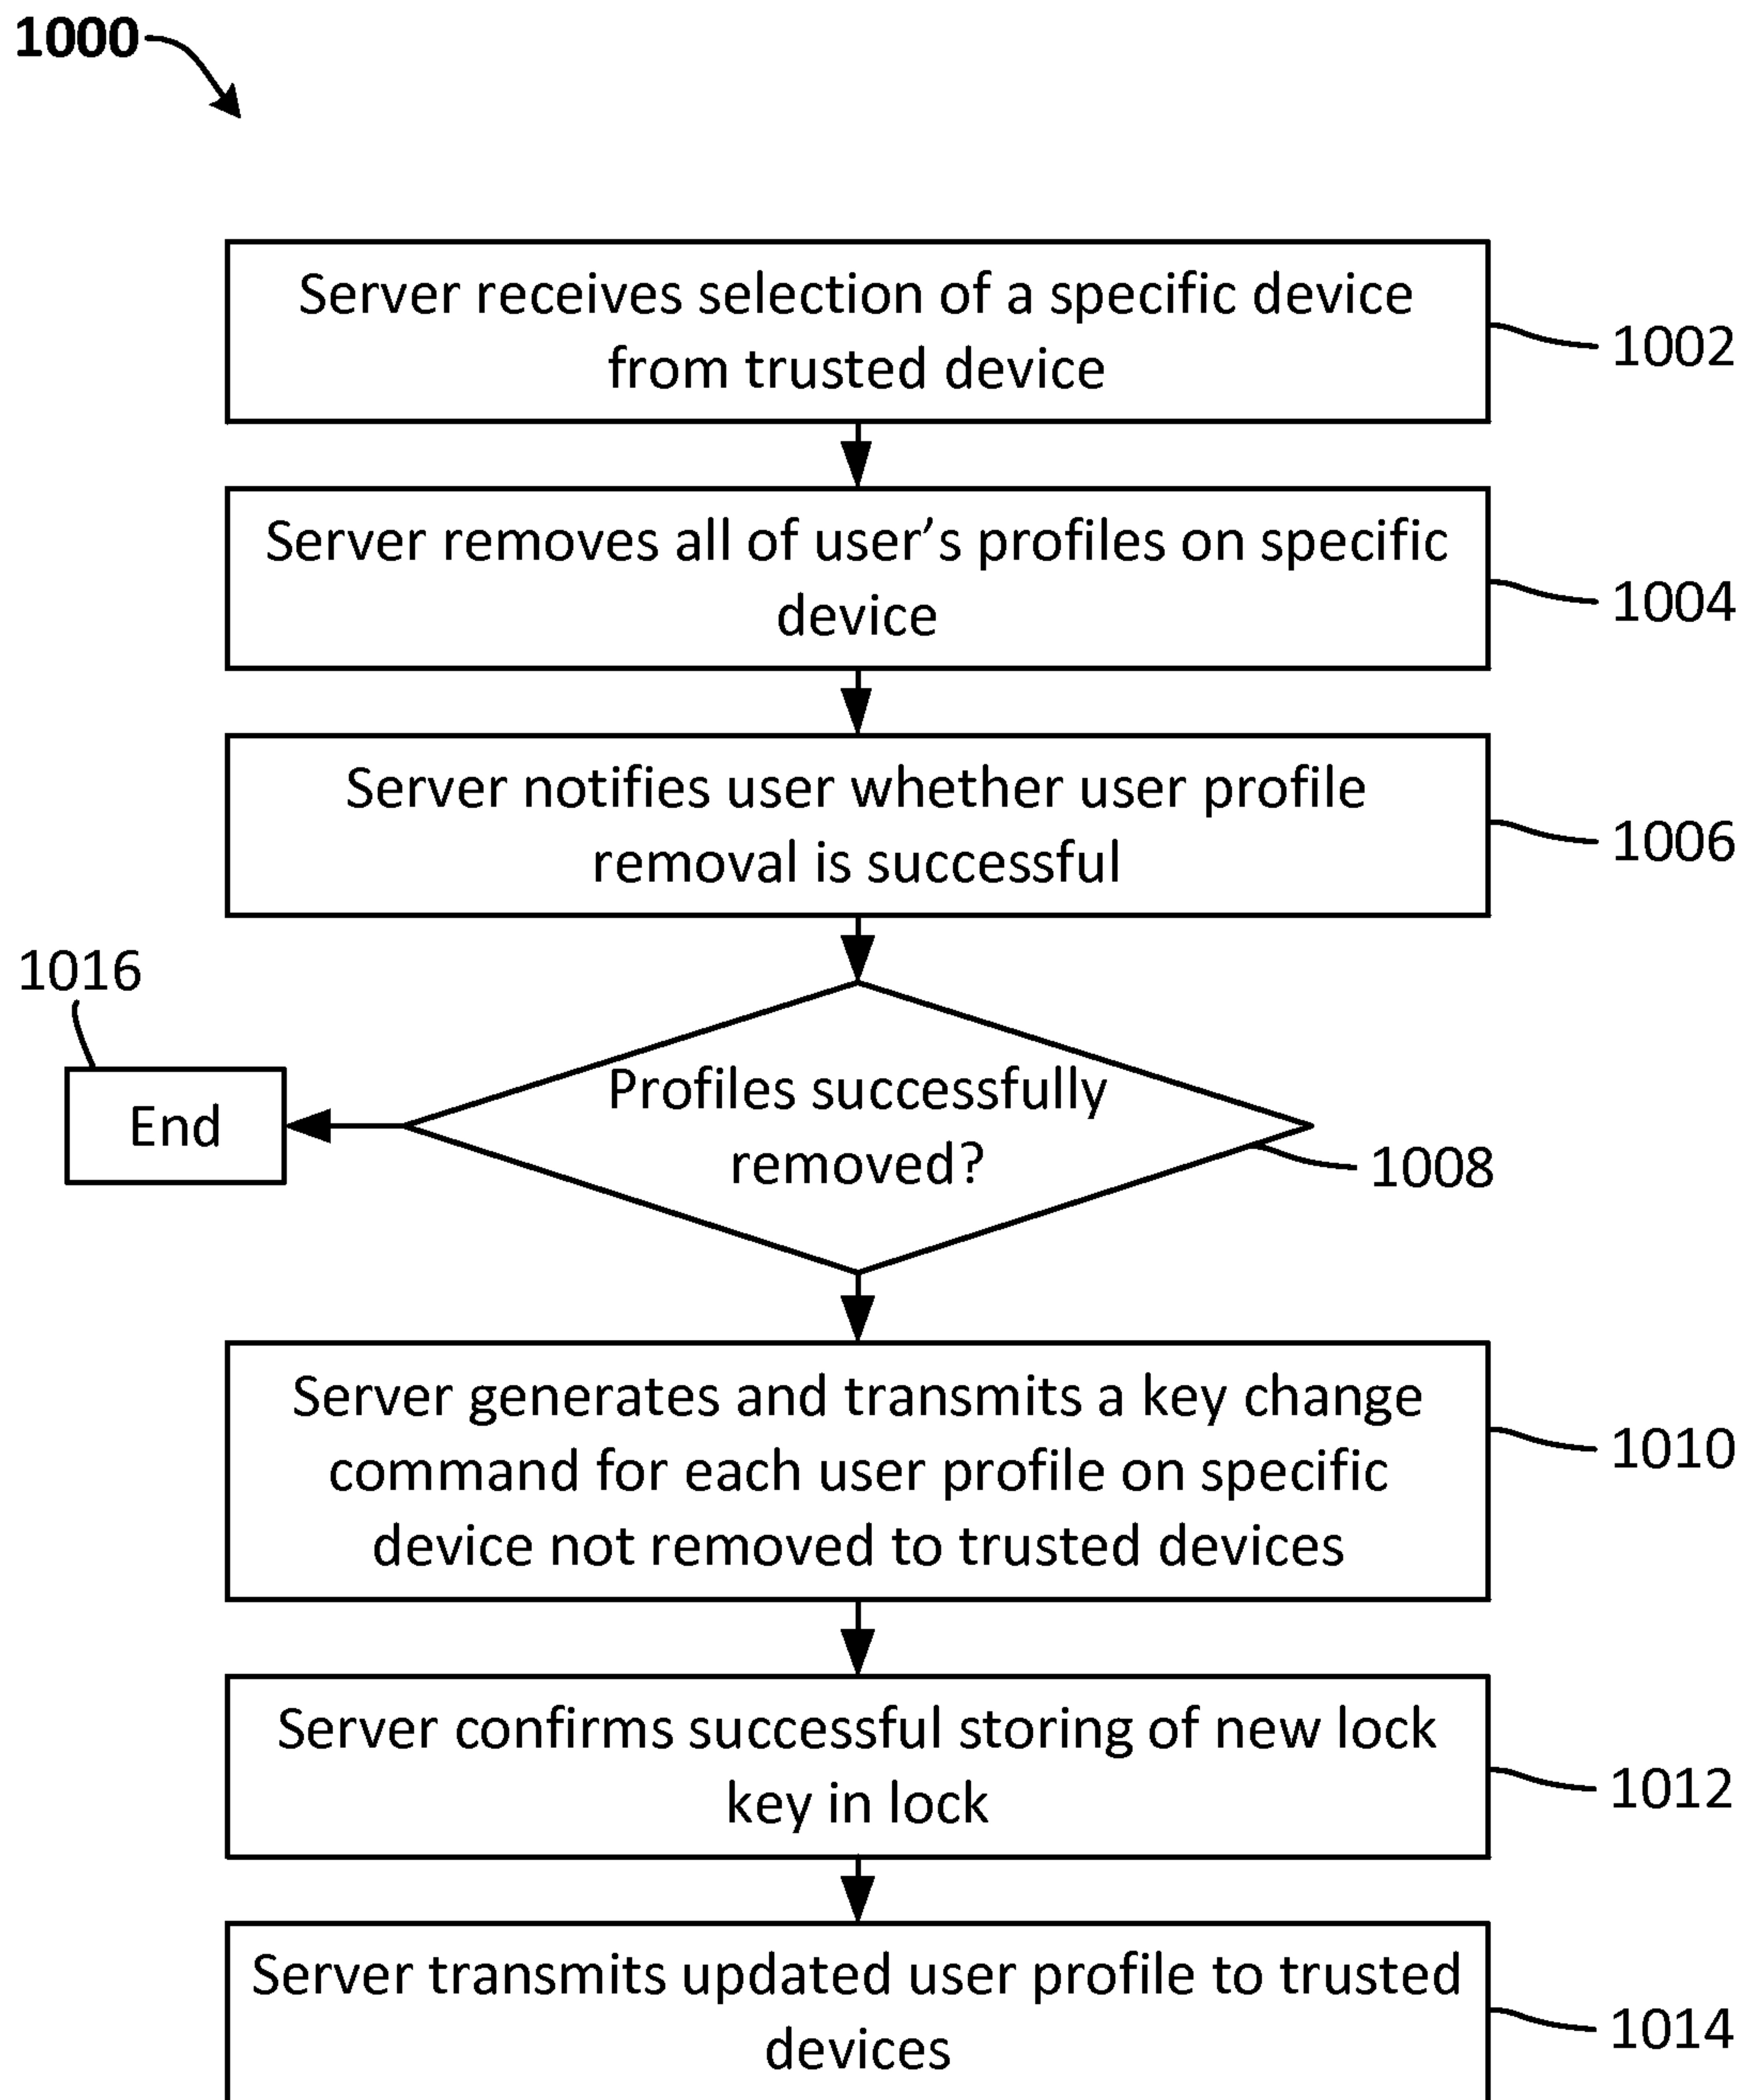 1000
Server receives selection of a specific device
from trusted device
1002
Server removes all of user’s profiles on specific
device
1004
Server notifies user whether user profile
removal is successful
1006
1016
End
Profiles successfully
removed?
1008
Server generates and transmits a key change
command for each user profile on specific
device not removed to trusted devices
1010
Server confirms successful storing of new lock
key in lock
1012
Server transmits updated user profile to trusted
devices
1014